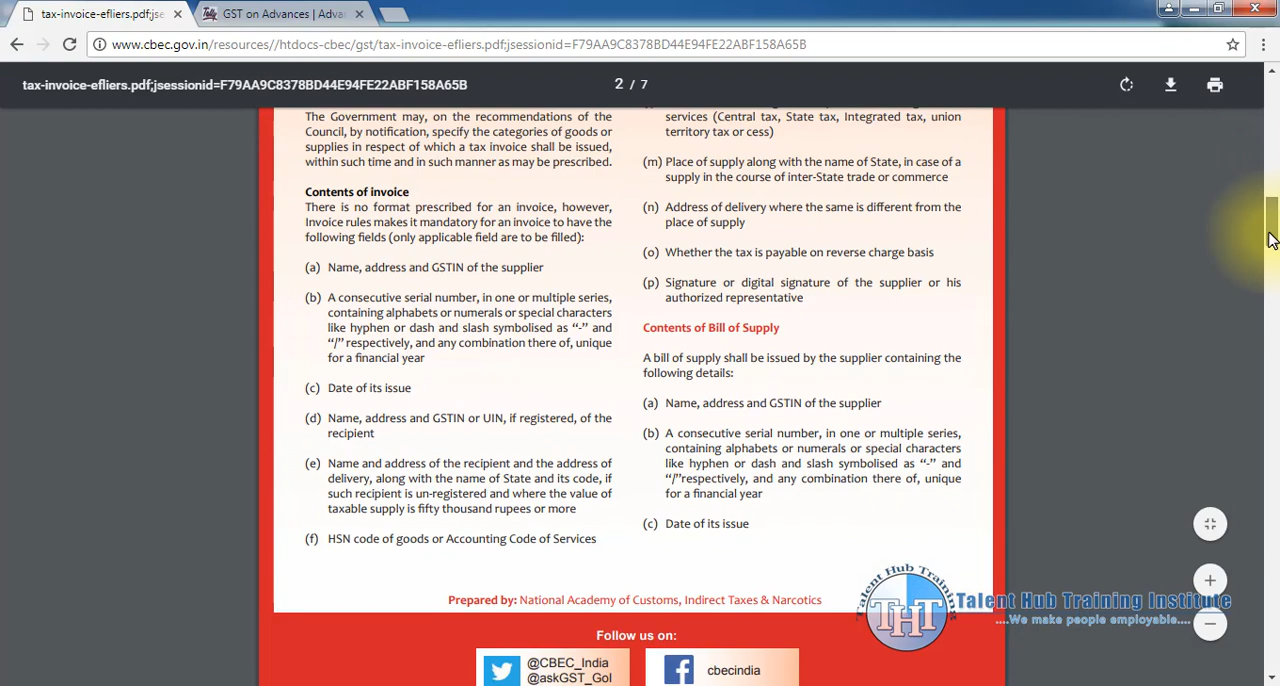 tax-invoice-efliers.pdf;jse
GST on Advances | Adva
www.cbec.gov.in/resources//htdocs-cbec/gst/tax-invoice-efliers.pdf;jsessionid=F79AA9C8378BD44E94FE22ABF158A65B
tax-invoice-efliers.pdf;jsessionid=F79AA9C8378BD44E94FE22ABF158A65B
2 / 7
The Government may, on the recommendations of the
Council, by notification, specify the categories of goods or
supplies in respect of which a tax invoice shall be issued,
within such time and in such manner as may be prescribed.
Contents of invoice
There is no format prescribed for an invoice, however,
Invoice rules makes it mandatory for an invoice to have the
following fields (only applicable field are to be filled):
(a) Name, address and GSTIN of the supplier
(b) A consecutive serial number, in one or multiple series,
containing alphabets or numerals or special characters
like hyphen or dash and slash symbolised as “-” and
“/” respectively, and any combination there of, unique
for a financial year
(c) Date of its issue
(d) Name, address and GSTIN or UIN, if registered, of the
recipient
(e) Name and address of the recipient and the address of
delivery, along with the name of State and its code, if
such recipient is un-registered and where the value of
taxable supply is fifty thousand rupees or more
(f) HSN code of goods or Accounting Code of Services
services (Central tax, State tax, Integrated tax, union
territory tax or cess)
(m) Place of supply along with the name of State, in case of a
supply in the course of inter-State trade or commerce
(n) Address of delivery where the same is different from the
place of supply
(o) Whether the tax is payable on reverse charge basis
(p) Signature or digital signature of the supplier or his
authorized representative
Contents of Bill of Supply
A bill of supply shall be issued by the supplier containing the
following details:
(a) Name, address and GSTIN of the supplier
(b) A consecutive serial number, in one or multiple series,
containing alphabets or numerals or special characters
like hyphen or dash and slash symbolised as “-” and
“/”respectively, and any combination there of, unique
for a financial year
(c) Date of its issue
Prepared by: National Academy of Customs, Indirect Taxes & Narcotics
Follow us on:
@CBEC_India
@askGST_GoI
cbecindia
Talent Hub Training
THT
Talent Hub Training Institute
....We make people employable....